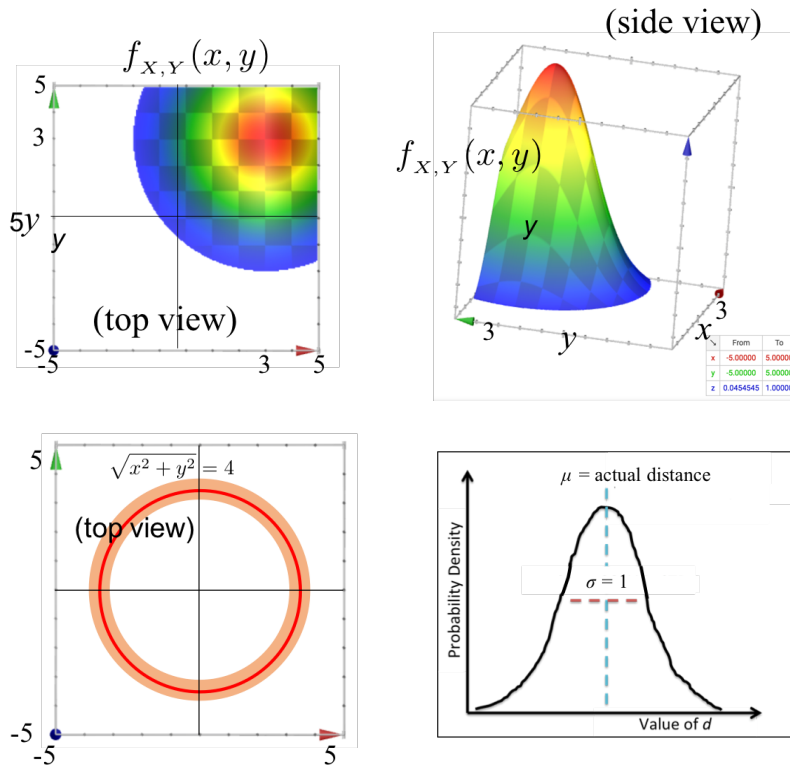 f_{X,Y}(x, y)
5
3
5y
y
(top view)
-5
-5
3
5
(side view)
f_{X,Y}(x, y)
y
3
y
x
3
From To
x -5.00000 5.00000
y -5.00000 5.00000
z 0.0454545 1.00000
5
√x² + y² = 4
(top view)
-5
-5
5
μ = actual distance
σ = 1
Probability Density
Value of d